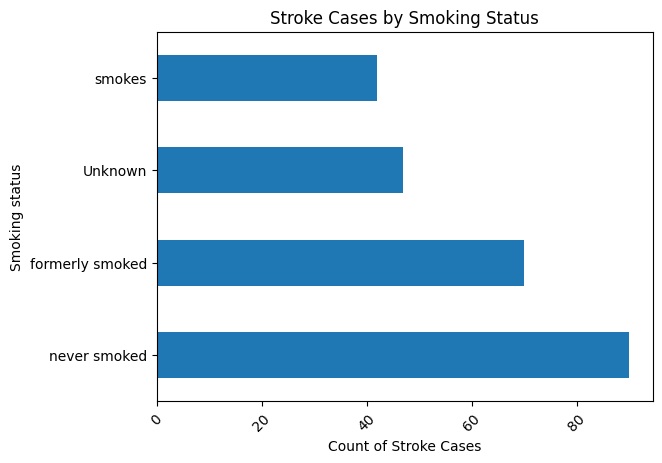 Stroke Cases by Smoking Status
smokes
Unknown
formerly smoked
never smoked
Smoking status
0 20 40 60 80
Count of Stroke Cases